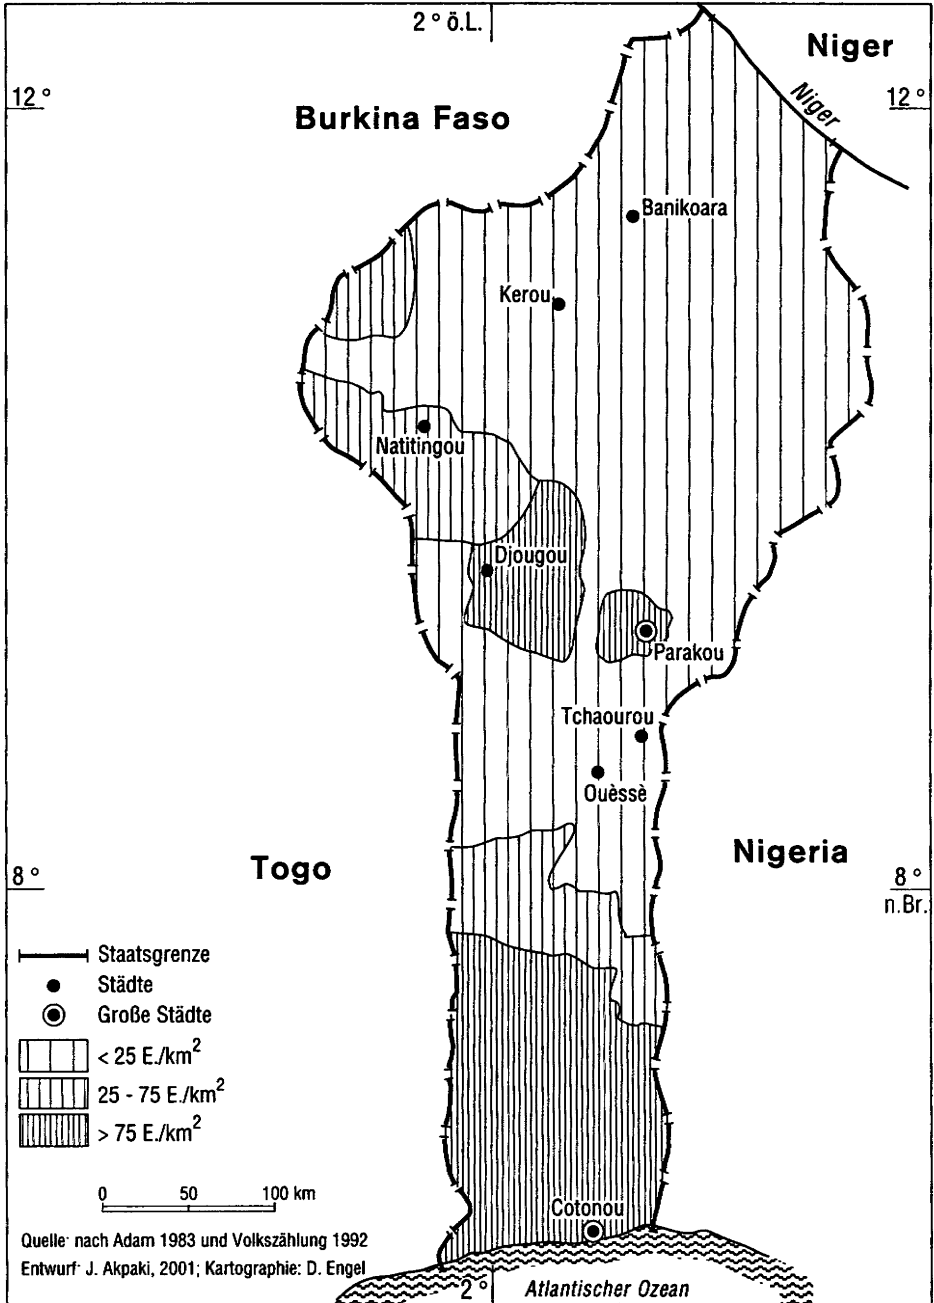 2° ö.L.
Niger
12°
12°
Niger
Burkina Faso
Banikoara
Kerou
Natitingou
Djougou
Parakou
Tchaourou
Ouèssè
Togo
Nigeria
8°
8°
n.Br.
Staatsgrenze
Städte
Große Städte
< 25 E./km²
25 - 75 E./km²
> 75 E./km²
0 50 100 km
Cotonou
Quelle: nach Adam 1983 und Volkszählung 1992
Entwurf: J. Akpaki, 2001; Kartographie: D. Engel
2°
Atlantischer Ozean